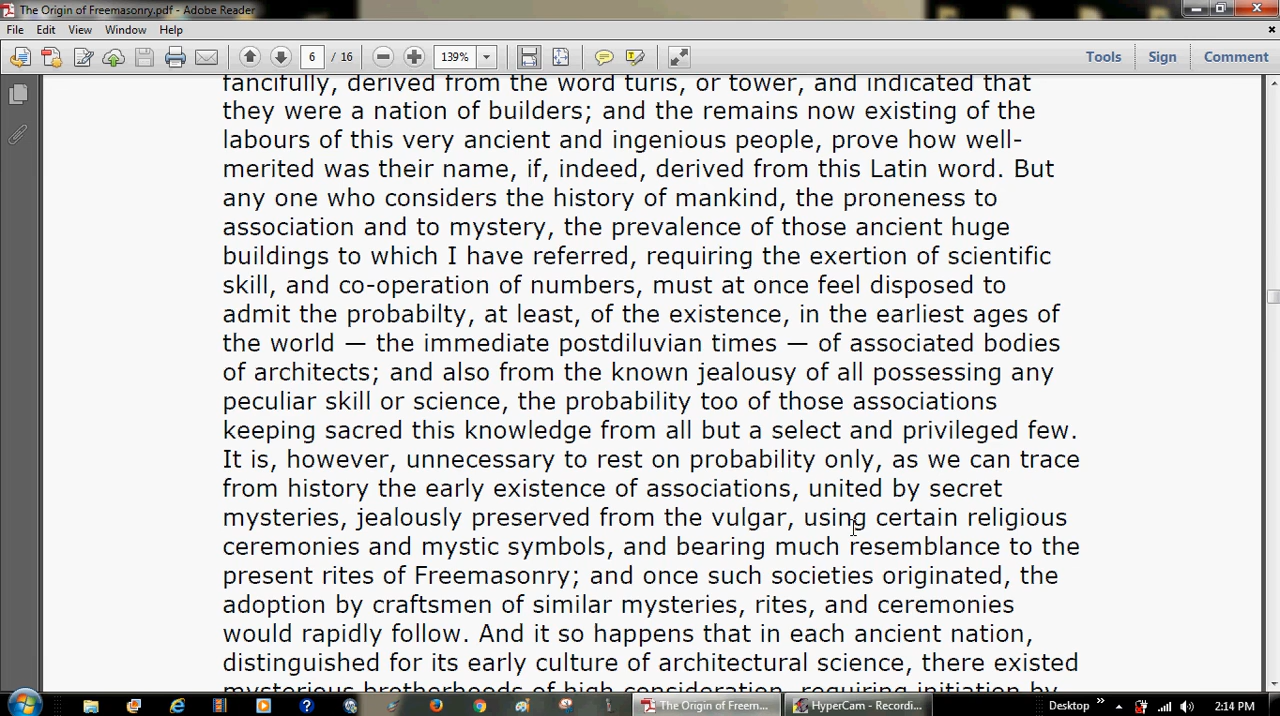 The Origin of Freemasonry.pdf - Adobe Reader
File Edit View Window Help
6 / 16 139% Tools Sign Comment
fancifully, derived from the word turis, or tower, and indicated that
they were a nation of builders; and the remains now existing of the
labours of this very ancient and ingenious people, prove how well-
merited was their name, if, indeed, derived from this Latin word. But
any one who considers the history of mankind, the proneness to
association and to mystery, the prevalence of those ancient huge
buildings to which I have referred, requiring the exertion of scientific
skill, and co-operation of numbers, must at once feel disposed to
admit the probabilty, at least, of the existence, in the earliest ages of
the world — the immediate postdiluvian times — of associated bodies
of architects; and also from the known jealousy of all possessing any
peculiar skill or science, the probability too of those associations
keeping sacred this knowledge from all but a select and privileged few.
It is, however, unnecessary to rest on probability only, as we can trace
from history the early existence of associations, united by secret
mysteries, jealously preserved from the vulgar, using certain religious
ceremonies and mystic symbols, and bearing much resemblance to the
present rites of Freemasonry; and once such societies originated, the
adoption by craftsmen of similar mysteries, rites, and ceremonies
would rapidly follow. And it so happens that in each ancient nation,
distinguished for its early culture of architectural science, there existed
mysterious brotherhoods of high consideration, requiring initiation by
The Origin of Freem... HyperCam - Recordi... Desktop » 2:14 PM